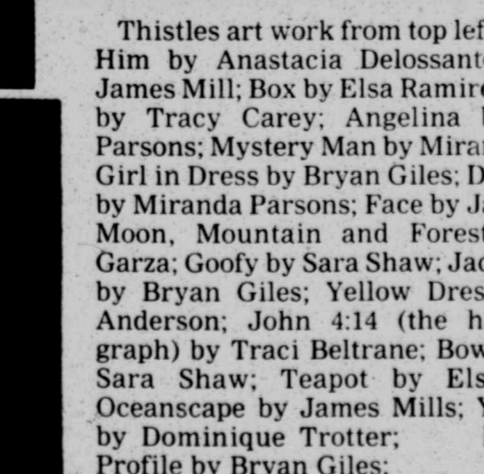 Thistles art work from top lef
Him by Anastacia Delossant
James Mill; Box by Elsa Ramir
by Tracy Carey; Angelina
Parsons; Mystery Man by Mira
Girl in Dress by Bryan Giles; D
by Miranda Parsons; Face by J
Moon, Mountain and Forest
Garza; Goofy by Sara Shaw; Jac
by Bryan Giles; Yellow Dres
Anderson; John 4:14 (the h
graph) by Traci Beltrane; Bow
Sara Shaw; Teapot by Els
Oceanscape by James Mills; Y
by Dominique Trotter;
Profile by Bryan Giles;